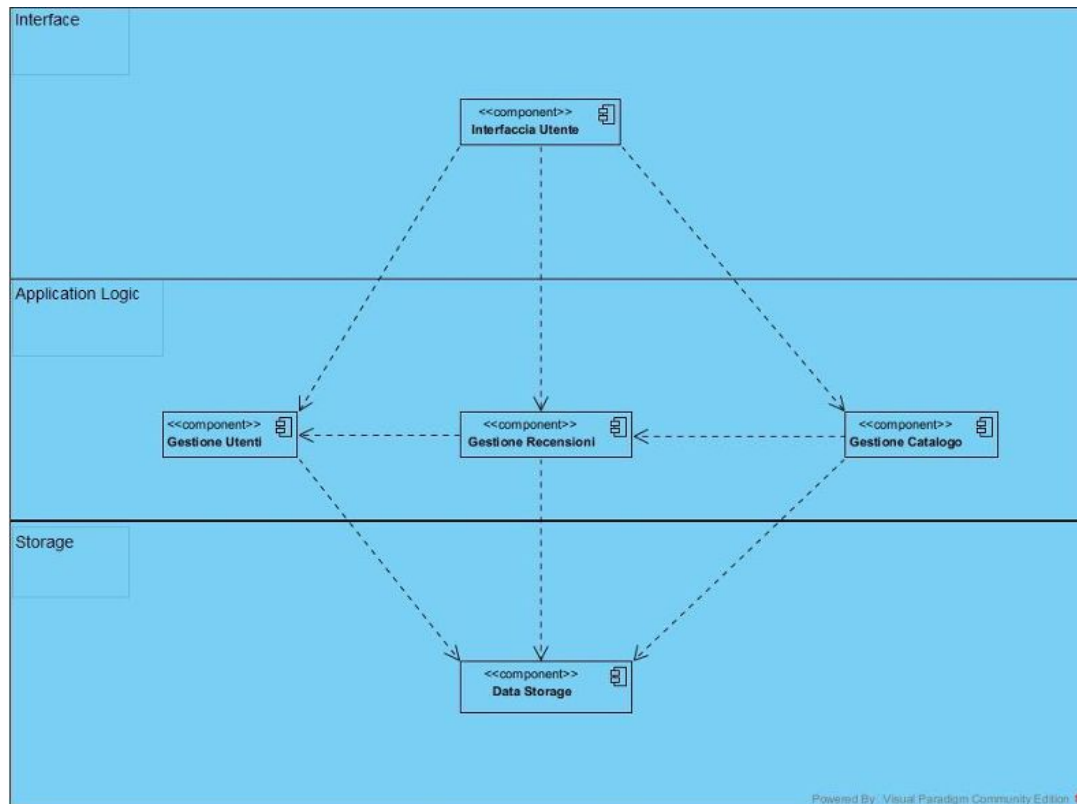 Interface
<<component>>
Interfaccia Utente
Application Logic
<<component>>
Gestione Utenti
<<component>>
Gestione Recensioni
<<component>>
Gestione Catalogo
Storage
<<component>>
Data Storage
Powered By Visual Paradigm Community Edition